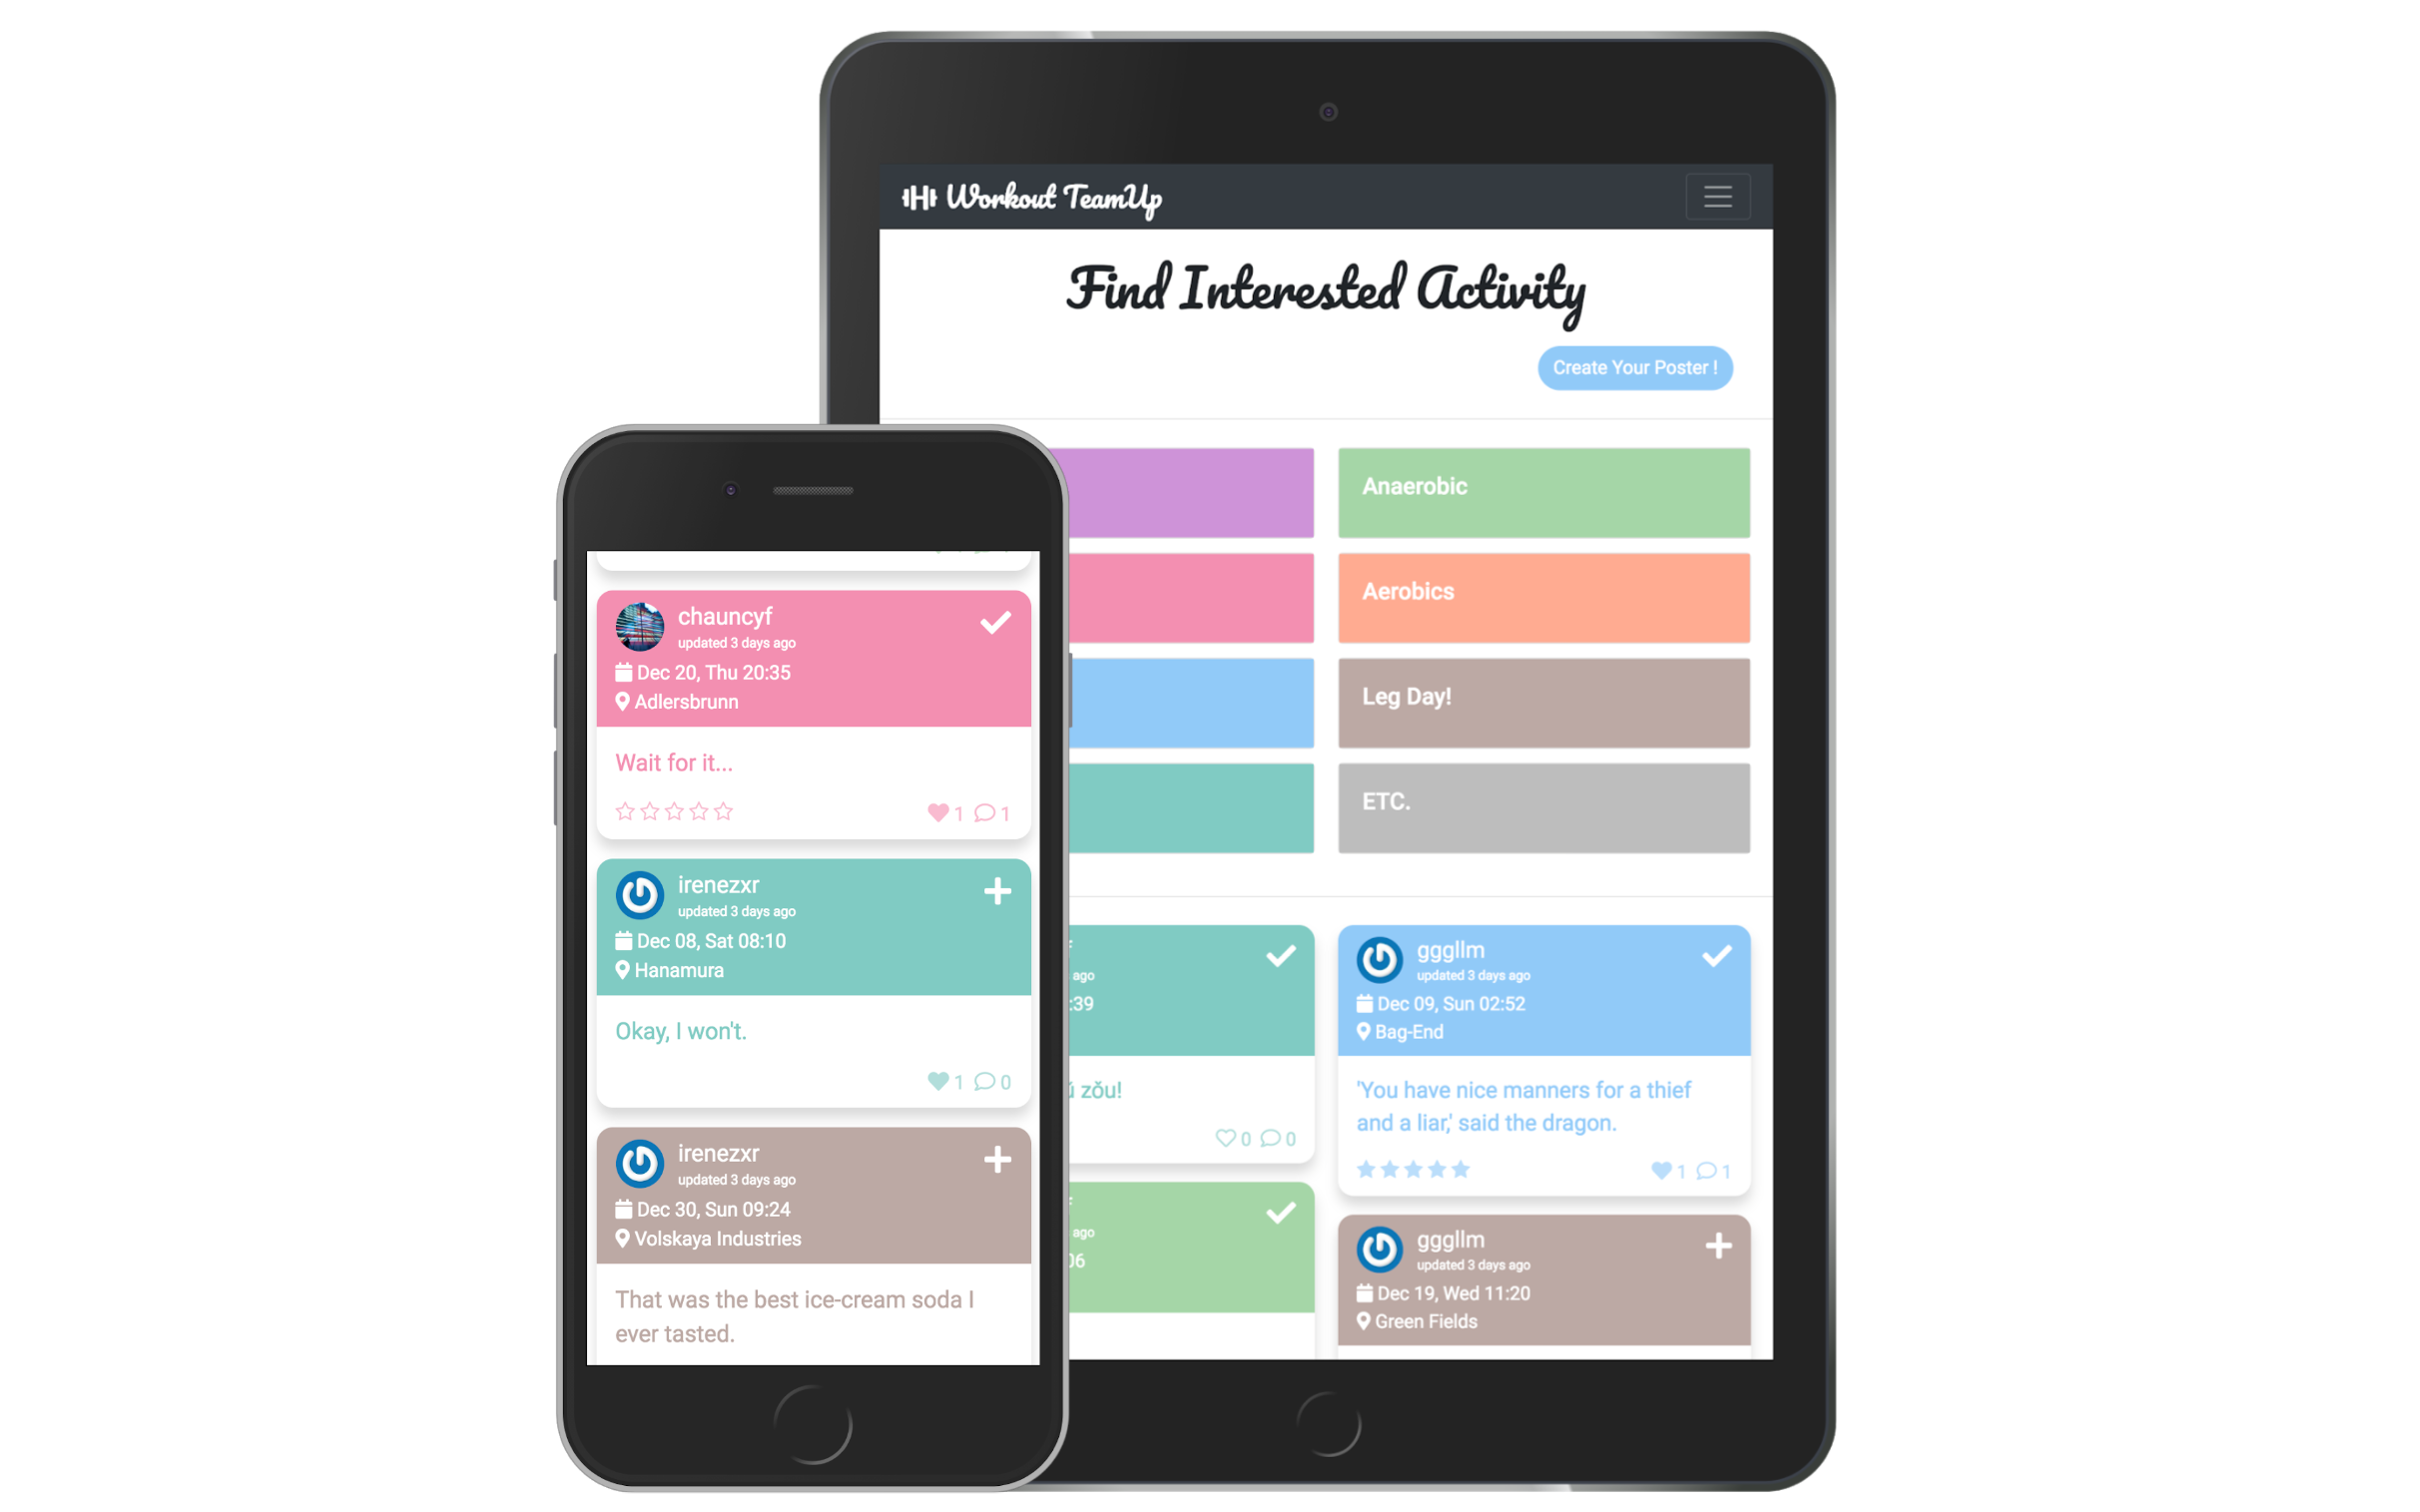 Workout TeamUp
Find Interested Activity
Create Your Poster !
Anaerobic
Aerobics
Leg Day!
ETC.
ago
:39
zǒu!
0 0
ago
06
gggllm
updated 3 days ago
Dec 09, Sun 02:52
Bag-End
'You have nice manners for a thief
and a liar,' said the dragon.
1 1
gggllm
updated 3 days ago
Dec 19, Wed 11:20
Green Fields
chauncyf
updated 3 days ago
Dec 20, Thu 20:35
Adlersbrunn
Wait for it...
1 1
irenezxr
updated 3 days ago
Dec 08, Sat 08:10
Hanamura
Okay, I won't.
1 0
irenezxr
updated 3 days ago
Dec 30, Sun 09:24
Volskaya Industries
That was the best ice-cream soda I
ever tasted.